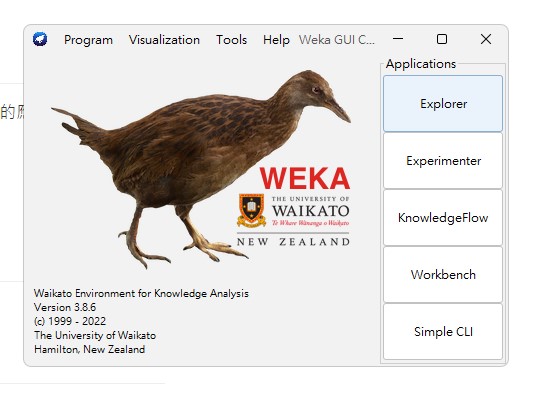 Program Visualization Tools Help Weka GUI C...
Applications
Explorer
Experimenter
KnowledgeFlow
Workbench
Simple CLI
的
WEKA
THE UNIVERSITY OF
WAIKATO
Te Whare Wānanga o Waikato
NEW ZEALAND
Waikato Environment for Knowledge Analysis
Version 3.8.6
(c) 1999 - 2022
The University of Waikato
Hamilton, New Zealand